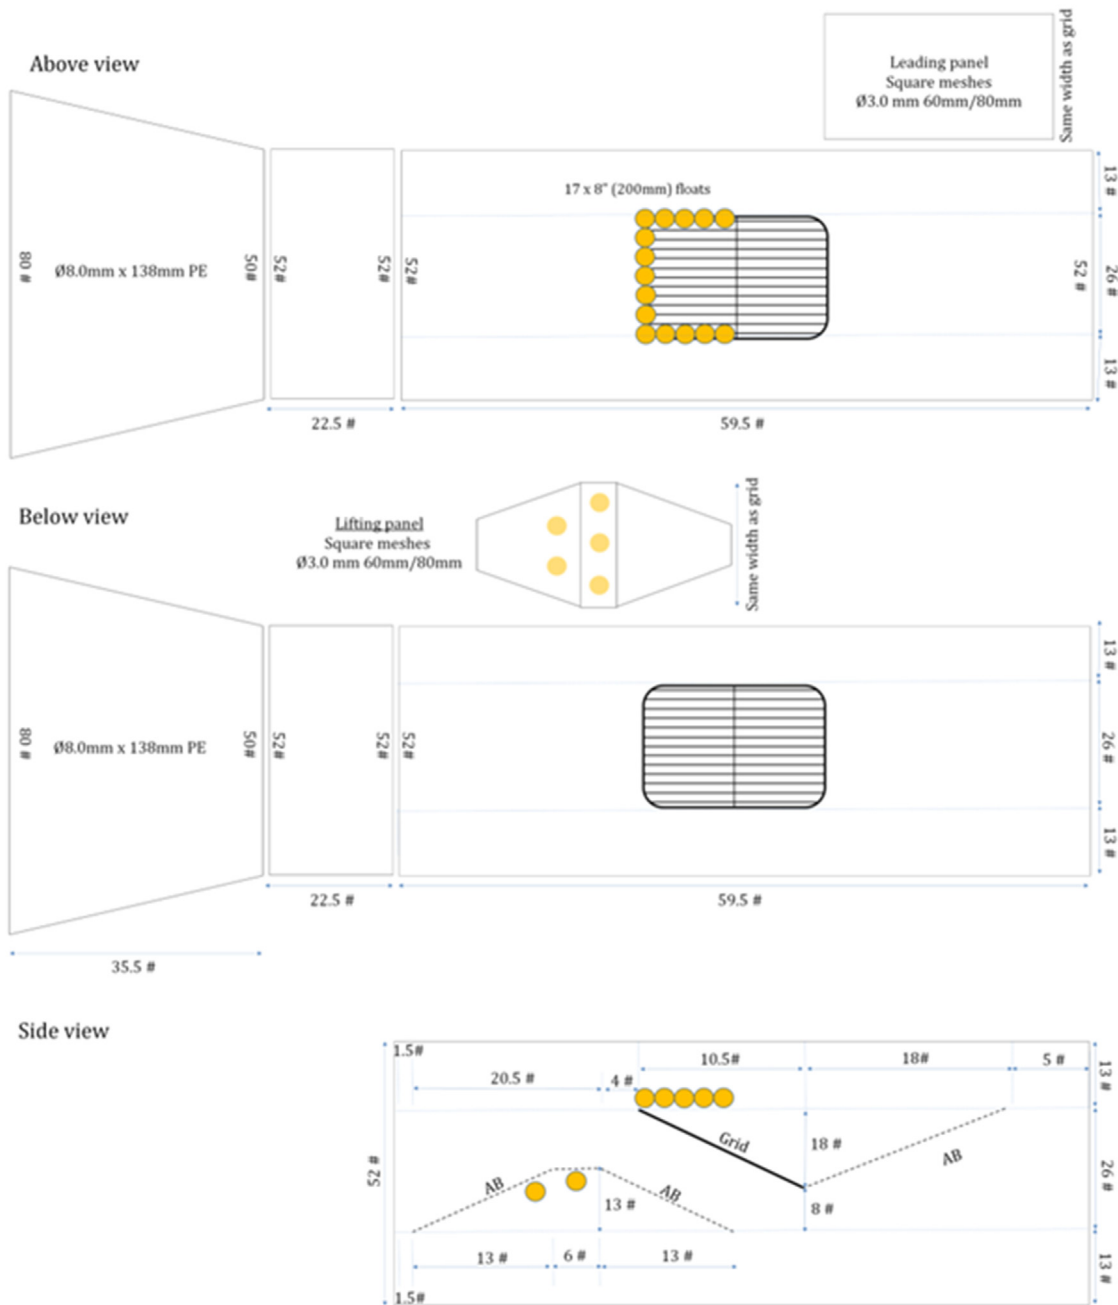 Above view
Leading panel
Square meshes
Ø3.0 mm 60mm/80mm
Same width as grid
17 x 8" (200mm) floats
80 #
Ø8.0mm x 138mm PE
50#
52#
52#
52#
52 #
13 #
26 #
13 #
22.5 #
59.5 #
Below view
Lifting panel
Square meshes
Ø3.0 mm 60mm/80mm
Same width as grid
80 #
Ø8.0mm x 138mm PE
50#
52#
52#
52#
13 #
26 #
13 #
22.5 #
59.5 #
35.5 #
Side view
1.5#
20.5 #
4 #
10.5#
18#
5 #
13 #
Grid
18 #
AB
52 #
AB
AB
13 #
8 #
26 #
13 #
6 #
13 #
13 #
1.5#